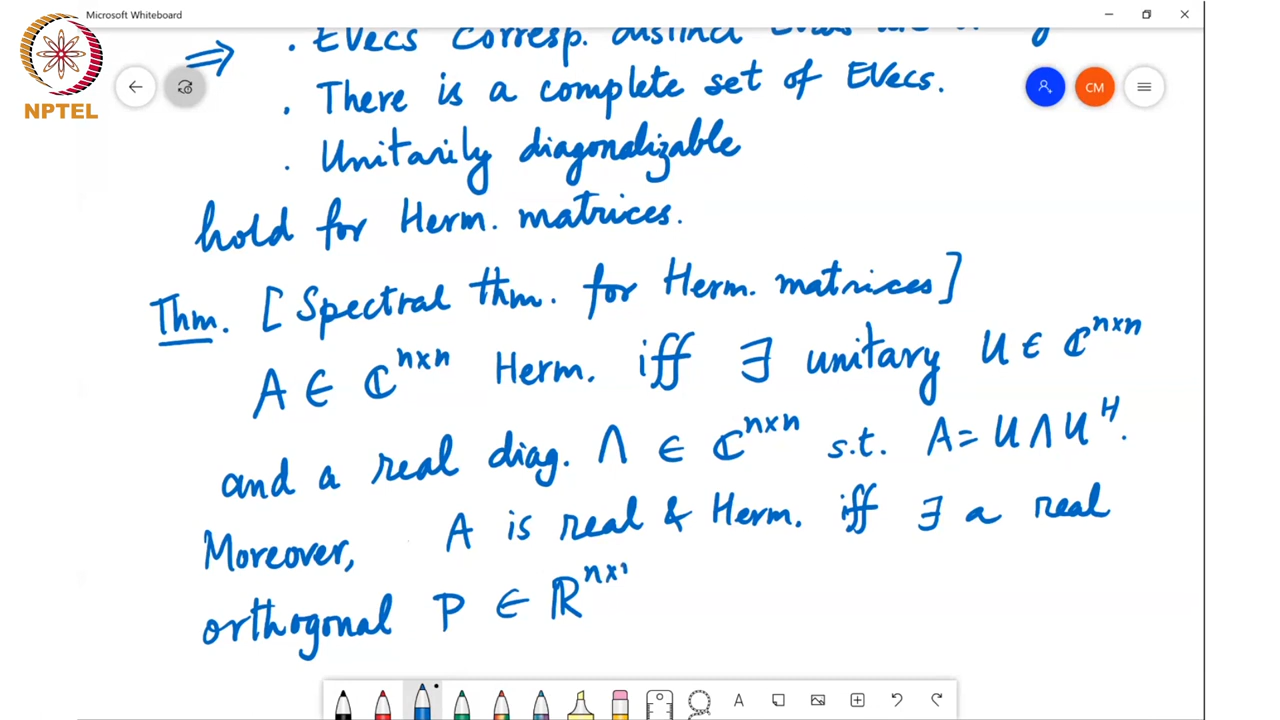 Microsoft Whiteboard
NPTEL
CM
⇒ . EVecs Corresp. distinct EVals are
. There is a complete set of EVecs.
. Unitarily diagonalizable
hold for Herm. matrices.
Thm. [Spectral thm. for Herm. matrices]
A ∈ ℂ^{n×n} Herm. iff ∃ unitary U ∈ ℂ^{n×n}
and a real diag. Λ ∈ ℂ^{n×n} s.t. A = U Λ U^H.
Moreover, A is real & Herm. iff ∃ a real
orthogonal P ∈ ℝ^{n×
A